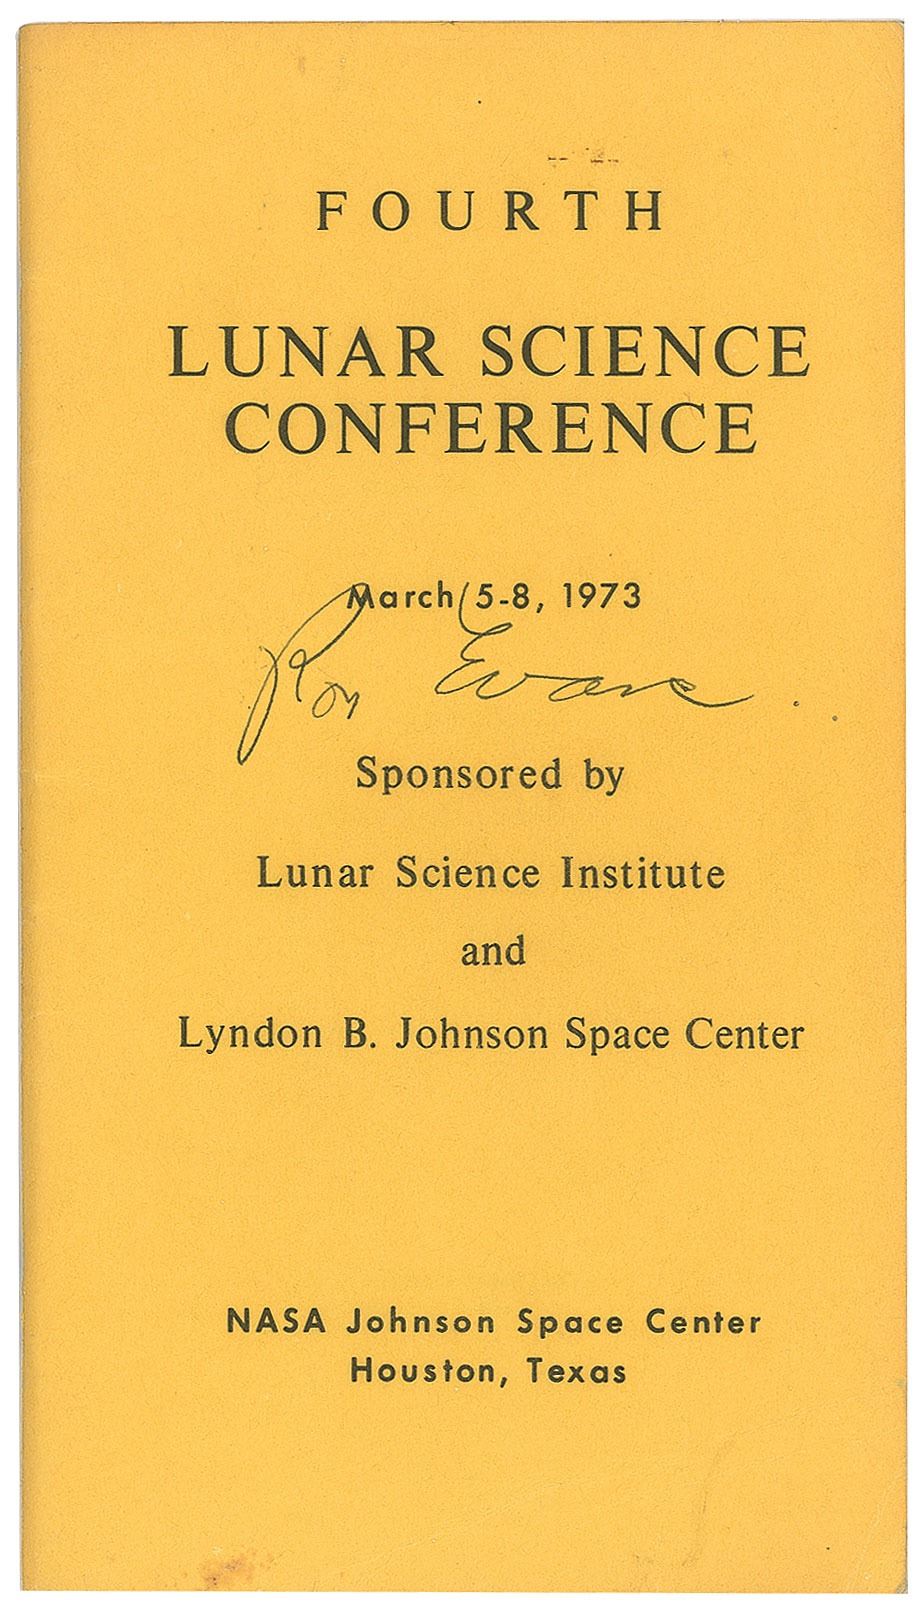 FOURTH
LUNAR SCIENCE
CONFERENCE
March 5-8, 1973
Ron Evans
Sponsored by
Lunar Science Institute
and
Lyndon B. Johnson Space Center
NASA Johnson Space Center
Houston, Texas